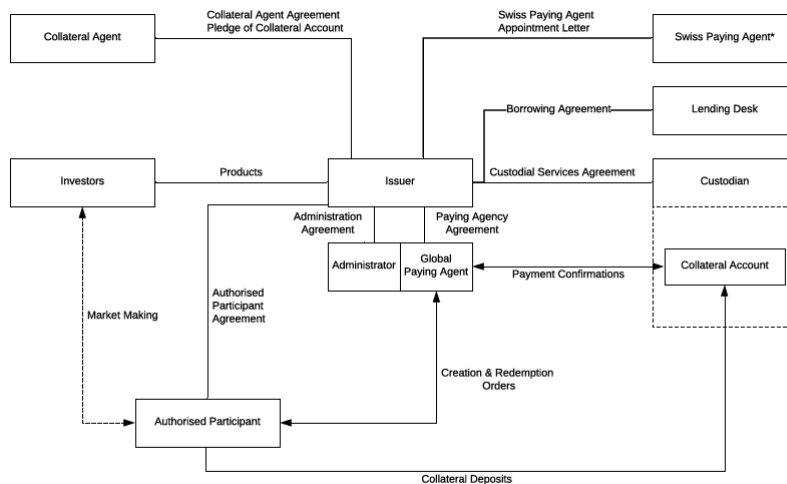 Collateral Agent Agreement
Pledge of Collateral Account
Swiss Paying Agent
Appointment Letter
Collateral Agent
Swiss Paying Agent*
Borrowing Agreement
Lending Desk
Products
Custodial Services Agreement
Investors
Issuer
Custodian
Administration
Agreement
Paying Agency
Agreement
Administrator
Global
Paying Agent
Payment Confirmations
Collateral Account
Authorised
Participant
Agreement
Market Making
Creation & Redemption
Orders
Authorised Participant
Collateral Deposits